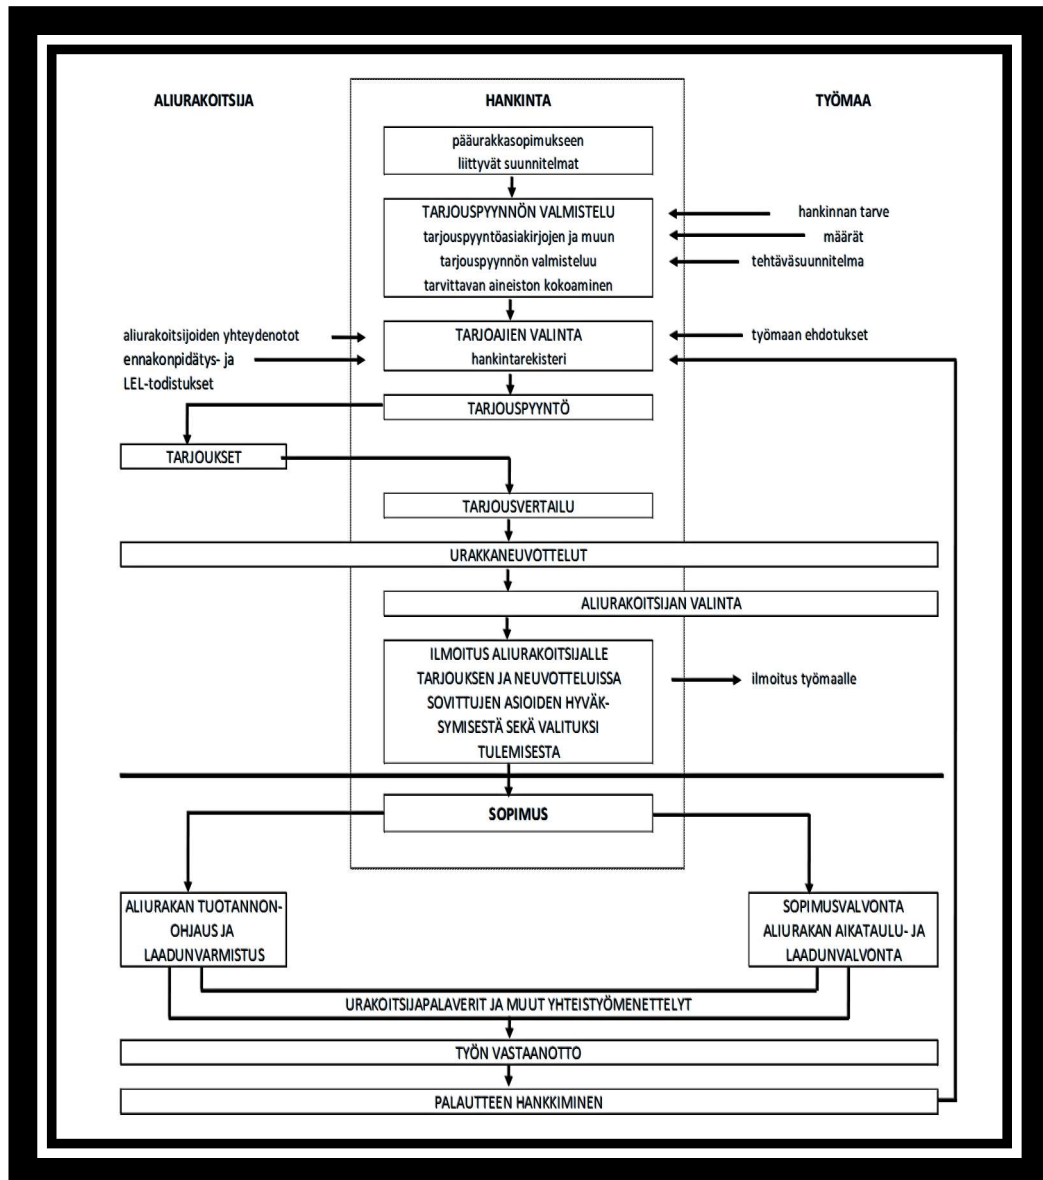 ALIURAKOITSIJA
HANKINTA
TYÖMAA
pääurakkasopimukseen
liittyvät suunnitelmat
TARJOUSPYYNNÖN VALMISTELU
tarjouspyyntöasiakirjojen ja muun
tarjouspyynnön valmisteluu
tarvittavan aineiston kokoaminen
hankinnan tarve
määrät
tehtäväsuunnitelma
aliurakoitsijoiden yhteydenotot
ennakonpidätys- ja
LEL-todistukset
TARJOAJIEN VALINTA
hankintarekisteri
työmaan ehdotukset
TARJOUSPYYNTÖ
TARJOUKSET
TARJOUSVERTAILU
URAKKANEUVOTTELUT
ALIURAKOITSIJAN VALINTA
ILMOITUS ALIURAKOITSIJALLE
TARJOUKSEN JA NEUVOTTELUISSA
SOVITTUJEN ASIOIDEN HYVÄK-
SYMISESTÄ SEKÄ VALITUKSI
TULEMISESTA
ilmoitus työmaalle
SOPIMUS
ALIURAKAN TUOTANNON-
OHJAUS JA
LAADUNVARMISTUS
SOPIMUSVALVONTA
ALIURAKAN AIKATAULU- JA
LAADUNVALVONTA
URAKOITSIJAPALAVERIT JA MUUT YHTEISTYÖMENETTELYT
TYÖN VASTAANOTTO
PALAUTTEEN HANKKIMINEN